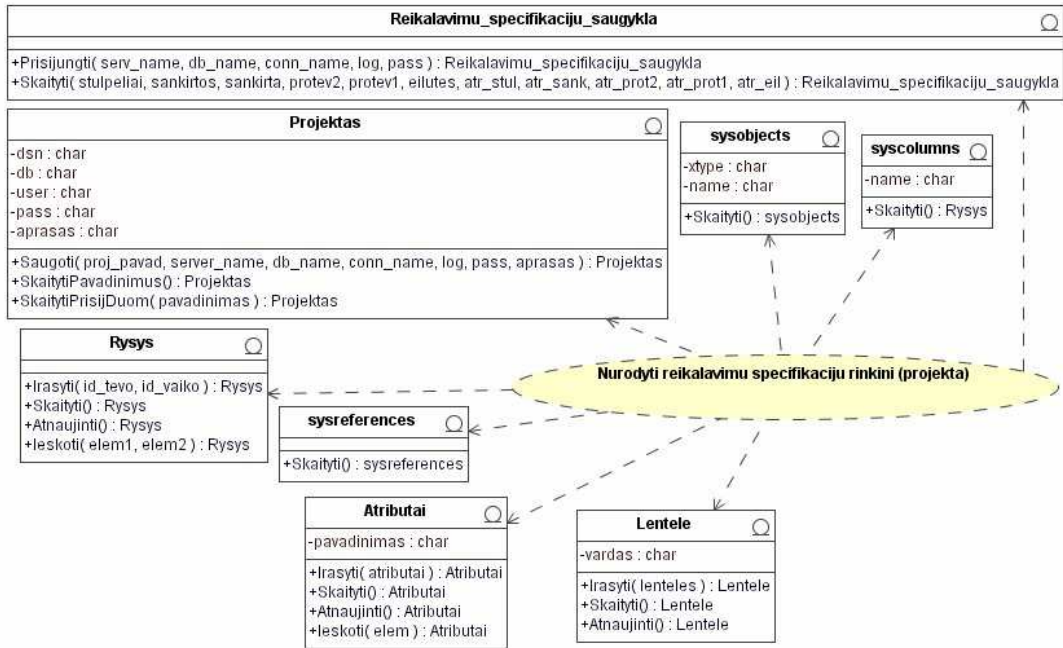 Reikalavimu_specifikaciju_saugykla
+Prisijungti( serv_name, db_name, conn_name, log, pass ) : Reikalavimu_specifikaciju_saugykla
+Skaityti( stulpeliai, sankirtos, sankirta, protev2, protev1, eilutes, atr_stul, atr_sank, atr_prot2, atr_prot1, atr_eil ) : Reikalavimu_specifikaciju_saugykla
Projektas
-dsn : char
-db : char
-user : char
-pass : char
-aprasas : char
+Saugoti( proj_pavad, server_name, db_name, conn_name, log, pass, aprasas ) : Projektas
+SkaitytiPavadinimus() : Projektas
+SkaitytiPrisijDuom( pavadinimas ) : Projektas
sysobjects
-xtype : char
-name : char
+Skaityti() : sysobjects
syscolumns
-name : char
+Skaityti() : Rysys
Rysys
+Irasyti( id_tevo, id_vaiko ) : Rysys
+Skaityti() : Rysys
+Atnaujinti() : Rysys
+Ieskoti( elem1, elem2 ) : Rysys
Nurodyti reikalavimu specifikaciju rinkini (projekta)
sysreferences
+Skaityti() : sysreferences
Atributai
-pavadinimas : char
+Irasyti( atributai ) : Atributai
+Skaityti() : Atributai
+Atnaujinti() : Atributai
+Ieskoti( elem ) : Atributai
Lentele
-vardas : char
+Irasyti( lenteles ) : Lentele
+Skaityti() : Lentele
+Atnaujinti() : Lentele